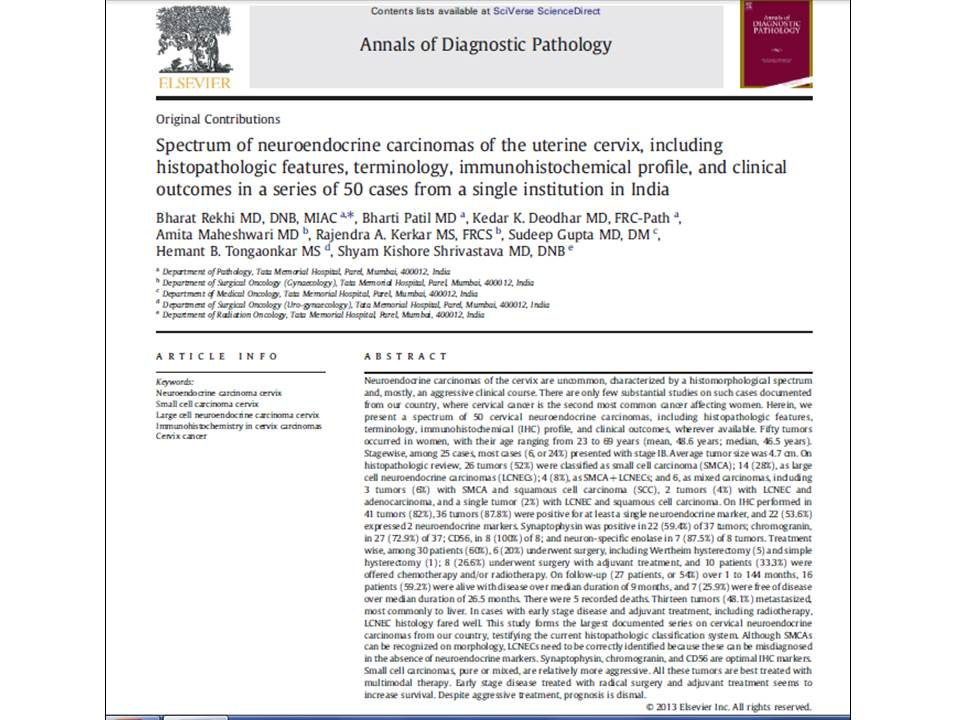 Contents lists available at SciVerse ScienceDirect
Annals of Diagnostic Pathology
ELSEVIER
Annals of
DIAGNOSTIC
PATHOLOGY
Original Contributions
Spectrum of neuroendocrine carcinomas of the uterine cervix, including
histopathologic features, terminology, immunohistochemical profile, and clinical
outcomes in a series of 50 cases from a single institution in India
Bharat Rekhi MD, DNB, MIAC a,*, Bharti Patil MD a, Kedar K. Deodhar MD, FRC-Path a,
Amita Maheshwari MD b, Rajendra A. Kerkar MS, FRCS b, Sudeep Gupta MD, DM c,
Hemant B. Tongaonkar MS d, Shyam Kishore Shrivastava MD, DNB e
a Department of Pathology, Tata Memorial Hospital, Parel, Mumbai, 400012, India
b Department of Surgical Oncology (Gynaecology), Tata Memorial Hospital, Parel, Mumbai, 400012, India
c Department of Medical Oncology, Tata Memorial Hospital, Parel, Mumbai, 400012, India
d Department of Surgical Oncology (Uro-gynaecology), Tata Memorial Hospital, Parel, Mumbai, 400012, India
e Department of Radiation Oncology, Tata Memorial Hospital, Parel, Mumbai, 400012, India
ARTICLE INFO
Keywords:
Neuroendocrine carcinoma cervix
Small cell carcinoma cervix
Large cell neuroendocrine carcinoma cervix
Immunohistochemistry in cervix carcinomas
Cervix cancer
ABSTRACT
Neuroendocrine carcinomas of the cervix are uncommon, characterized by a histomorphological spectrum
and, mostly, an aggressive clinical course. There are only few substantial studies on such cases documented
from our country, where cervical cancer is the second most common cancer affecting women. Herein, we
present a spectrum of 50 cervical neuroendocrine carcinomas, including histopathologic features,
terminology, immunohistochemical (IHC) profile, and clinical outcomes, wherever available. Fifty tumors
occurred in women, with their age ranging from 23 to 69 years (mean, 48.6 years; median, 46.5 years).
Stagewise, among 25 cases, most cases (6, or 24%) presented with stage IB. Average tumor size was 4.7 cm. On
histopathologic review, 26 tumors (52%) were classified as small cell carcinoma (SMCA); 14 (28%), as large
cell neuroendocrine carcinomas (LCNECs); 4 (8%), as SMCA+LCNECs; and 6, as mixed carcinomas, including
3 tumors (6%) with SMCA and squamous cell carcinoma (SCC), 2 tumors (4%) with LCNEC and
adenocarcinoma, and a single tumor (2%) with LCNEC and squamous cell carcinoma. On IHC performed in
41 tumors (82%), 36 tumors (87.8%) were positive for at least a single neuroendocrine marker, and 22 (53.6%)
expressed 2 neuroendocrine markers. Synaptophysin was positive in 22 (59.4%) of 37 tumors; chromogranin,
in 27 (72.9%) of 37; CD56, in 8 (100%) of 8; and neuron-specific enolase in 7 (87.5%) of 8 tumors. Treatment
wise, among 30 patients (60%), 6 (20%) underwent surgery, including Wertheim hysterectomy (5) and simple
hysterectomy (1); 8 (26.6%) underwent surgery with adjuvant treatment, and 10 patients (33.3%) were
offered chemotherapy and/or radiotherapy. On follow-up (27 patients, or 54%) over 1 to 144 months, 16
patients (59.2%) were alive with disease over median duration of 9 months, and 7 (25.9%) were free of disease
over median duration of 26.5 months. There were 5 recorded deaths. Thirteen tumors (48.1%) metastasized,
most commonly to liver. In cases with early stage disease and adjuvant treatment, including radiotherapy,
LCNEC histology fared well. This study forms the largest documented series on cervical neuroendocrine
carcinomas from our country, testifying the current histopathologic classification system. Although SMCAs
can be recognized on morphology, LCNECs need to be correctly identified because these can be misdiagnosed
in the absence of neuroendocrine markers. Synaptophysin, chromogranin, and CD56 are optimal IHC markers.
Small cell carcinomas, pure or mixed, are relatively more aggressive. All these tumors are best treated with
multimodal therapy. Early stage disease treated with radical surgery and adjuvant treatment seems to
increase survival. Despite aggressive treatment, prognosis is dismal.
© 2013 Elsevier Inc. All rights reserved.